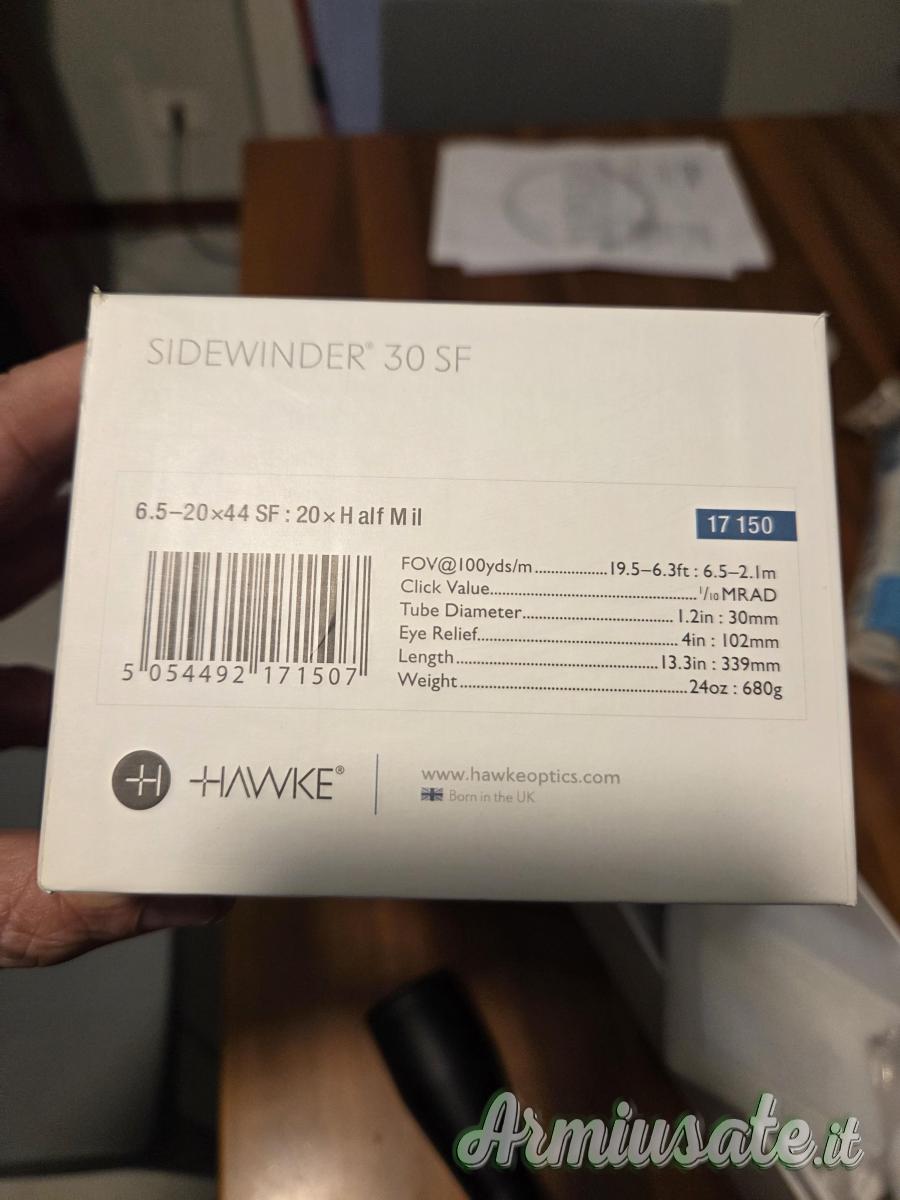 SIDEWINDER® 30 SF
6.5–20×44 SF : 20× Half Mil
17 150
FOV@100yds/m...............19.5–6.3ft : 6.5–2.1m
Click Value..........................................¹/₁₀ MRAD
Tube Diameter.............................. 1.2in : 30mm
Eye Relief........................................ 4in : 102mm
Length ........................................13.3in : 339mm
Weight..............................................24oz : 680g
5 054492 171507
H HAWKE®
www.hawkeoptics.com
Born in the UK
Armiusate.it